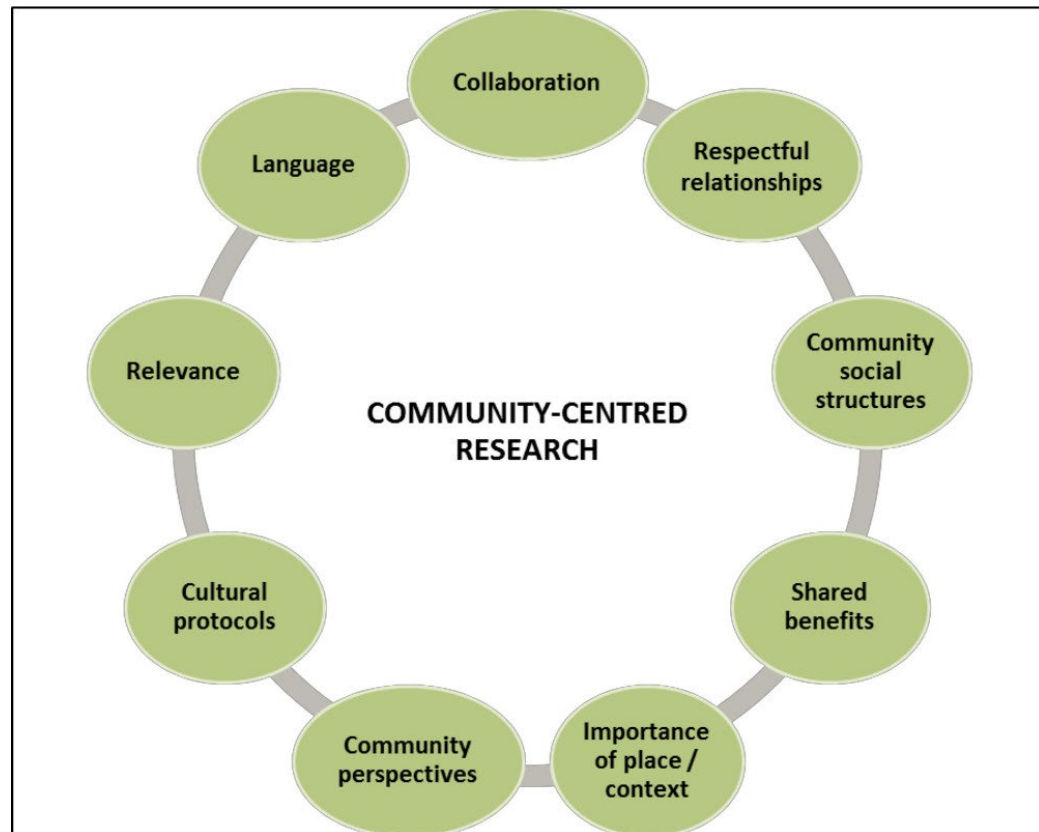 Collaboration
Respectful
relationships
Community
social
structures
Shared
benefits
Importance
of place /
context
Community
perspectives
Cultural
protocols
Relevance
Language
COMMUNITY-CENTRED
RESEARCH